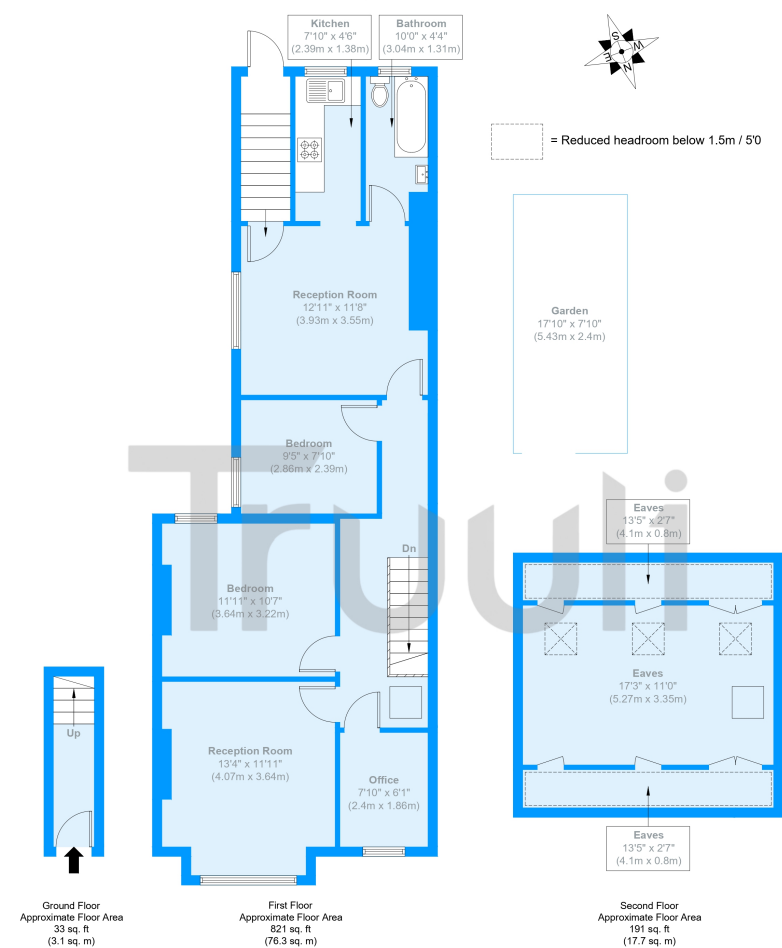 Kitchen
7'10" x 4'6"
(2.39m x 1.38m)
Bathroom
10'0" x 4'4"
(3.04m x 1.31m)
S
W
E
N
= Reduced headroom below 1.5m / 5'0
Reception Room
12'11" x 11'8"
(3.93m x 3.55m)
Garden
17'10" x 7'10"
(5.43m x 2.4m)
Bedroom
9'5" x 7'10"
(2.86m x 2.39m)
Truuli
Eaves
13'5" x 2'7"
(4.1m x 0.8m)
Dn
Bedroom
11'11" x 10'7"
(3.64m x 3.22m)
Eaves
17'3" x 11'0"
(5.27m x 3.35m)
Up
Reception Room
13'4" x 11'11"
(4.07m x 3.64m)
Office
7'10" x 6'1"
(2.4m x 1.86m)
Eaves
13'5" x 2'7"
(4.1m x 0.8m)
Ground Floor
Approximate Floor Area
33 sq. ft
(3.1 sq. m)
First Floor
Approximate Floor Area
821 sq. ft
(76.3 sq. m)
Second Floor
Approximate Floor Area
191 sq. ft
(17.7 sq. m)